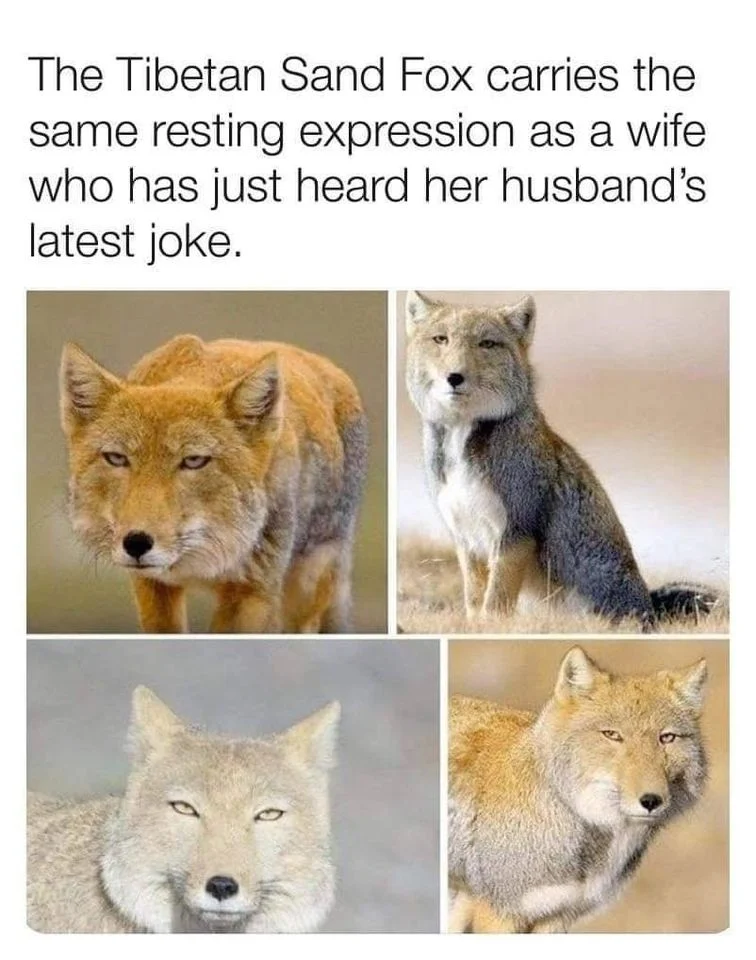 The Tibetan Sand Fox carries the
same resting expression as a wife
who has just heard her husband’s
latest joke.